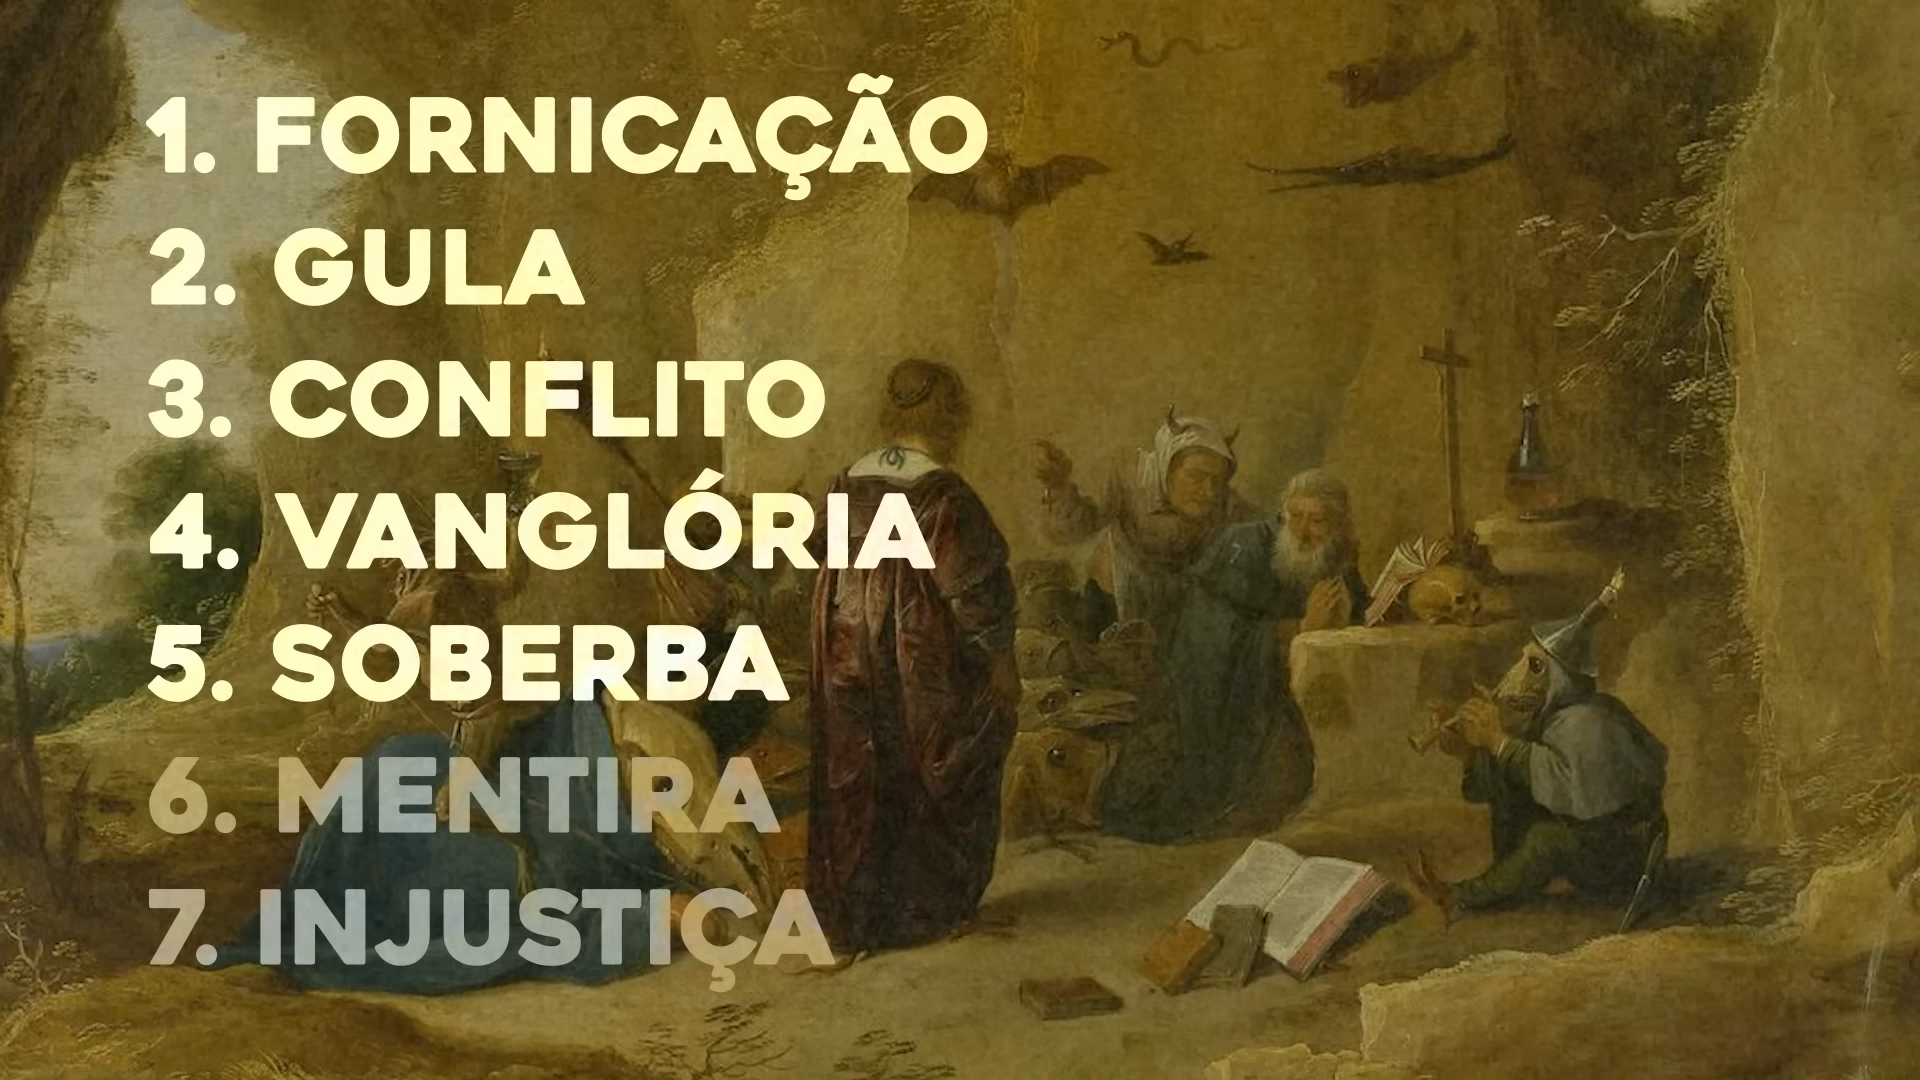 1. FORNICAÇÃO
2. GULA
3. CONFLITO
4. VANGLÓRIA
5. SOBERBA
6. MENTIRA
7. INJUSTIÇA